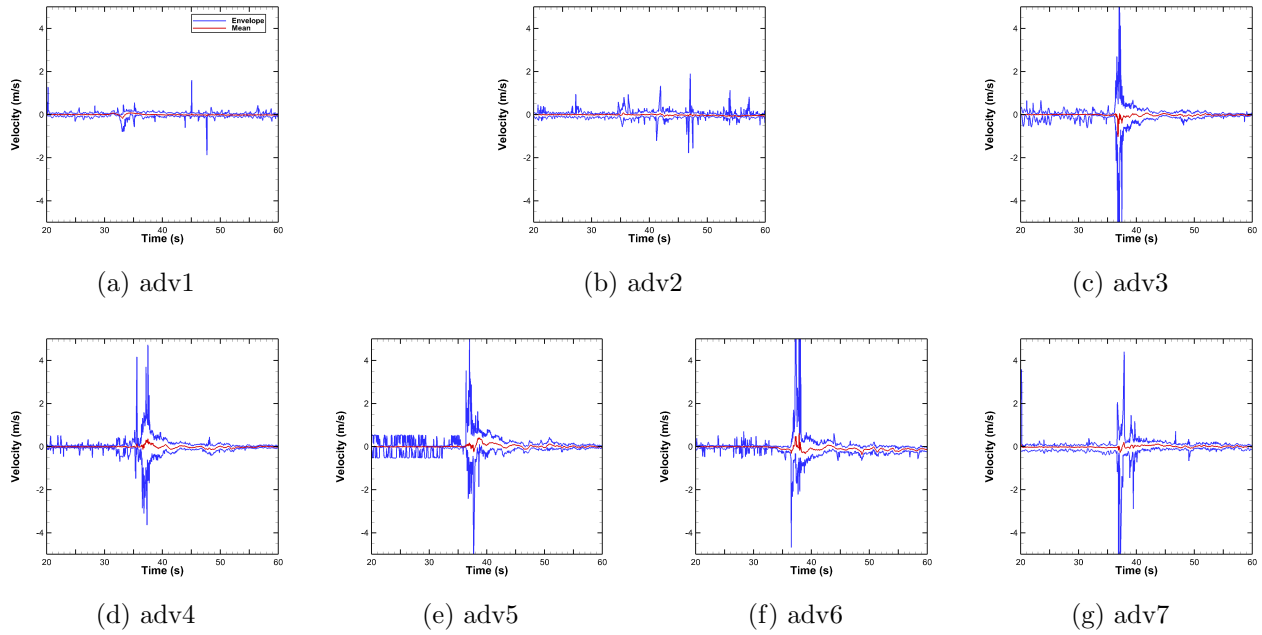 Envelope
Mean
Velocity (m/s)
4
2
0
-2
-4
20 30 40 50 60
Time (s)
(a) adv1
Velocity (m/s)
4
2
0
-2
-4
20 30 40 50 60
Time (s)
(b) adv2
Velocity (m/s)
4
2
0
-2
-4
20 30 40 50 60
Time (s)
(c) adv3
Velocity (m/s)
4
2
0
-2
-4
20 30 40 50 60
Time (s)
(d) adv4
Velocity (m/s)
4
2
0
-2
-4
20 30 40 50 60
Time (s)
(e) adv5
Velocity (m/s)
4
2
0
-2
-4
20 30 40 50 60
Time (s)
(f) adv6
Velocity (m/s)
4
2
0
-2
-4
20 30 40 50 60
Time (s)
(g) adv7